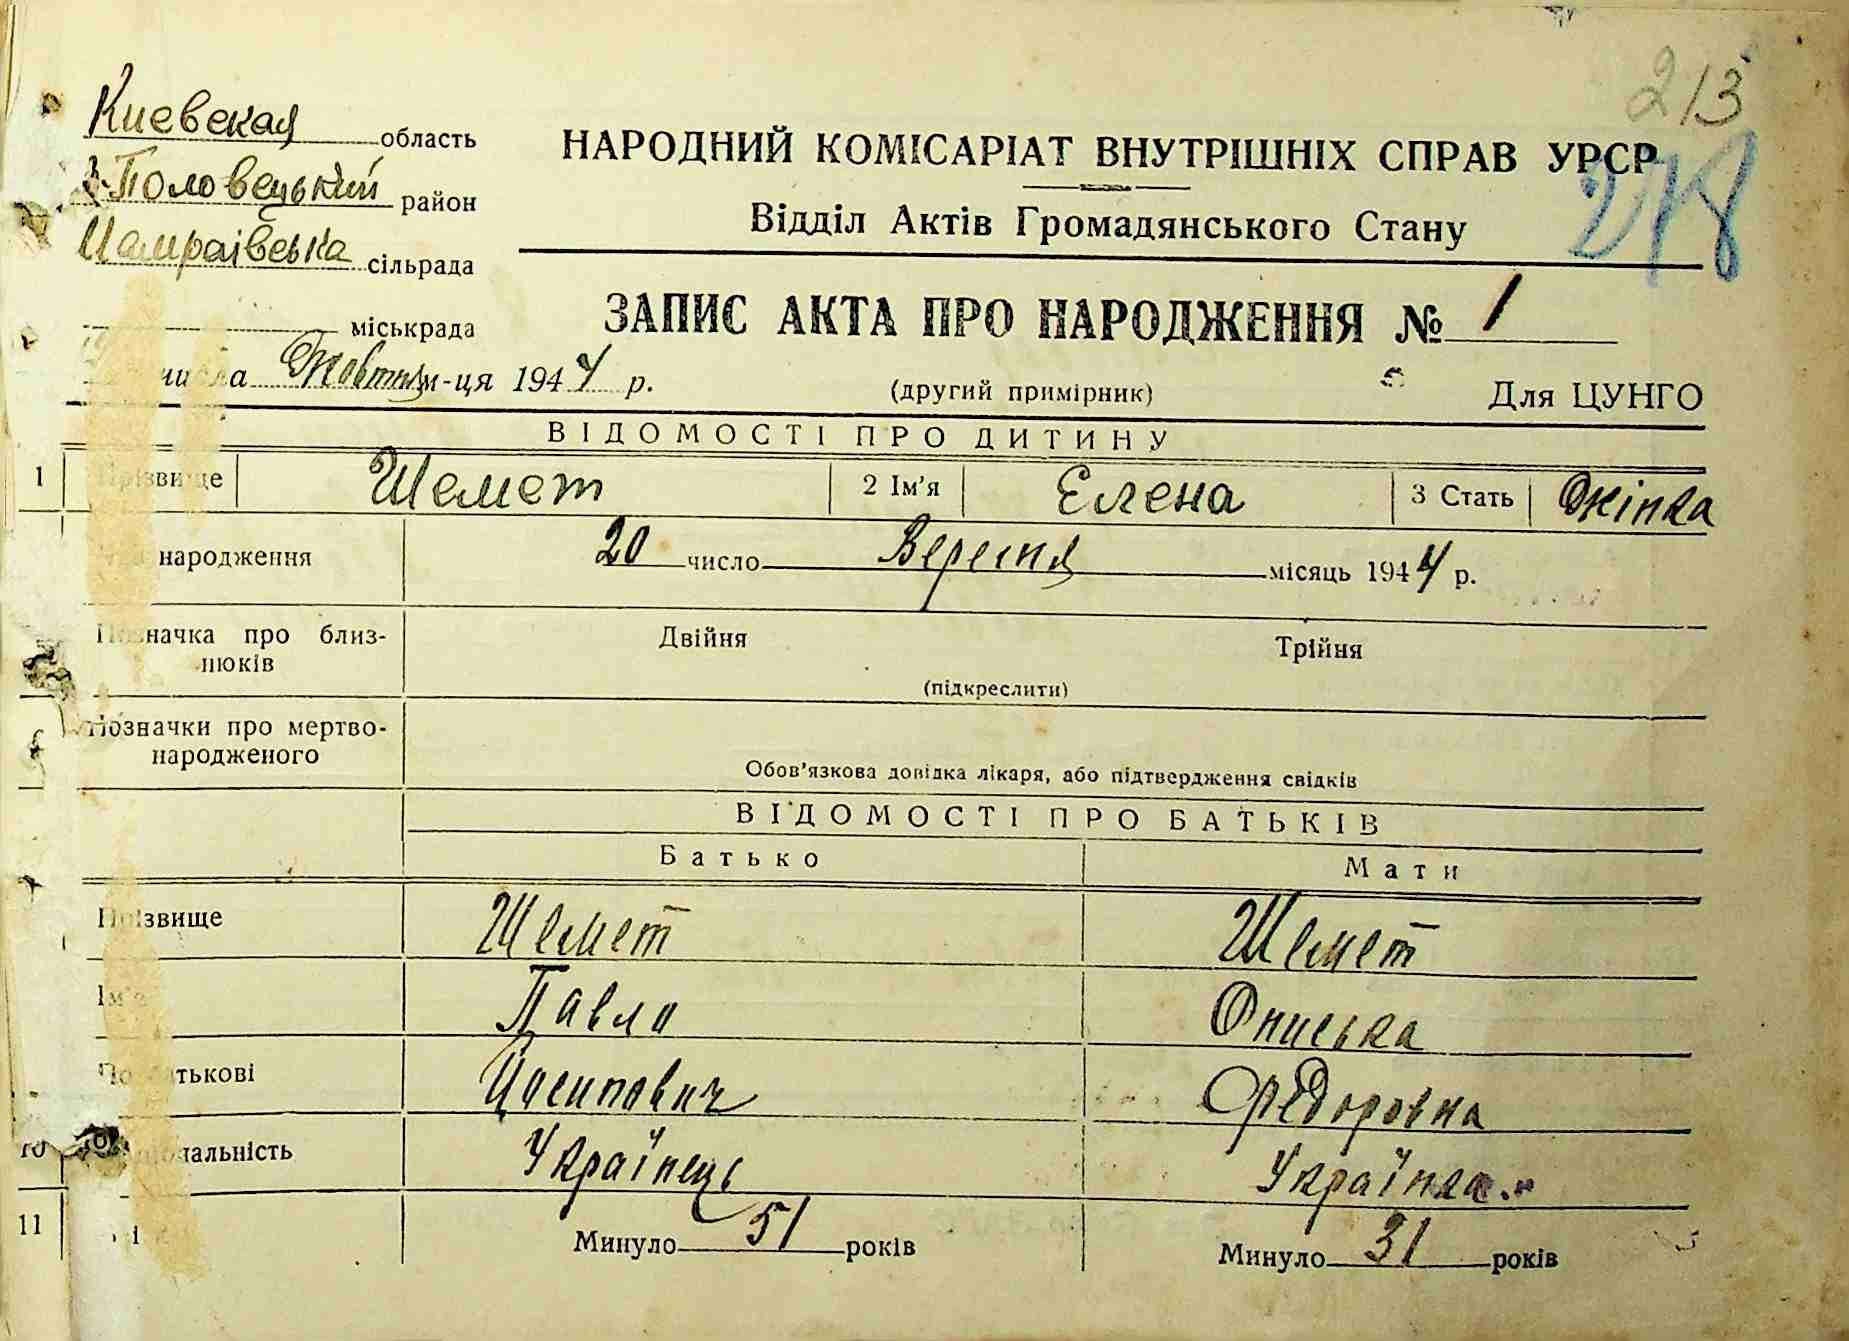 213
Киевская область
Половецький район
сільрада
міськрада
НАРОДНИЙ КОМІСАРІАТ ВНУТРІШНІХ СПРАВ УРСР
Відділ Актів Громадянського Стану
278
ЗАПИС АКТА ПРО НАРОДЖЕННЯ № 1
числа Жовтня м-ця 1944 р.
(другий примірник)
Для ЦУНГО
ВІДОМОСТІ ПРО ДИТИНУ
1 Прізвище Шемет 2 Ім'я Елена 3 Стать Жінка
народження 20 число Вересня місяць 1944 р.
Позначка про близнюків Двійня Трійня
(підкреслити)
Позначки про мертвонародженого
Обов'язкова довідка лікаря, або підтвердження свідків
ВІДОМОСТІ ПРО БАТЬКІВ
Батько Мати
Прізвище Шемет Шемет
Ім'я Павло Ониська
По батькові Йосипович Федоровна
10 Національність Українець Українка
11 Минуло 51 років Минуло 31 років